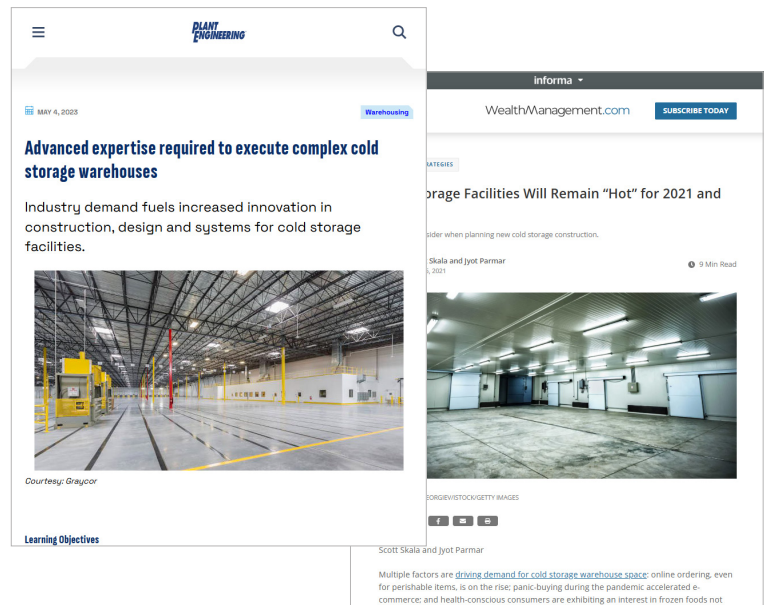 PLANT
ENGINEERING
MAY 4, 2023
Warehousing
Advanced expertise required to execute complex cold
storage warehouses
Industry demand fuels increased innovation in
construction, design and systems for cold storage
facilities.
Courtesy: Graycor
Learning Objectives
informa
WealthManagement.com
SUBSCRIBE TODAY
Facilities Will Remain “Hot” for 2021 and
when planning new cold storage construction.
Skala and Jyot Parmar
2021
9 Min Read
GETTY IMAGES
Scott Skala and Jyot Parmar
Multiple factors are driving demand for cold storage warehouse space: online ordering, even
for perishable items, is on the rise; panic-buying during the pandemic accelerated e-
commerce; and health-conscious consumers are exhibiting an interest in frozen foods not